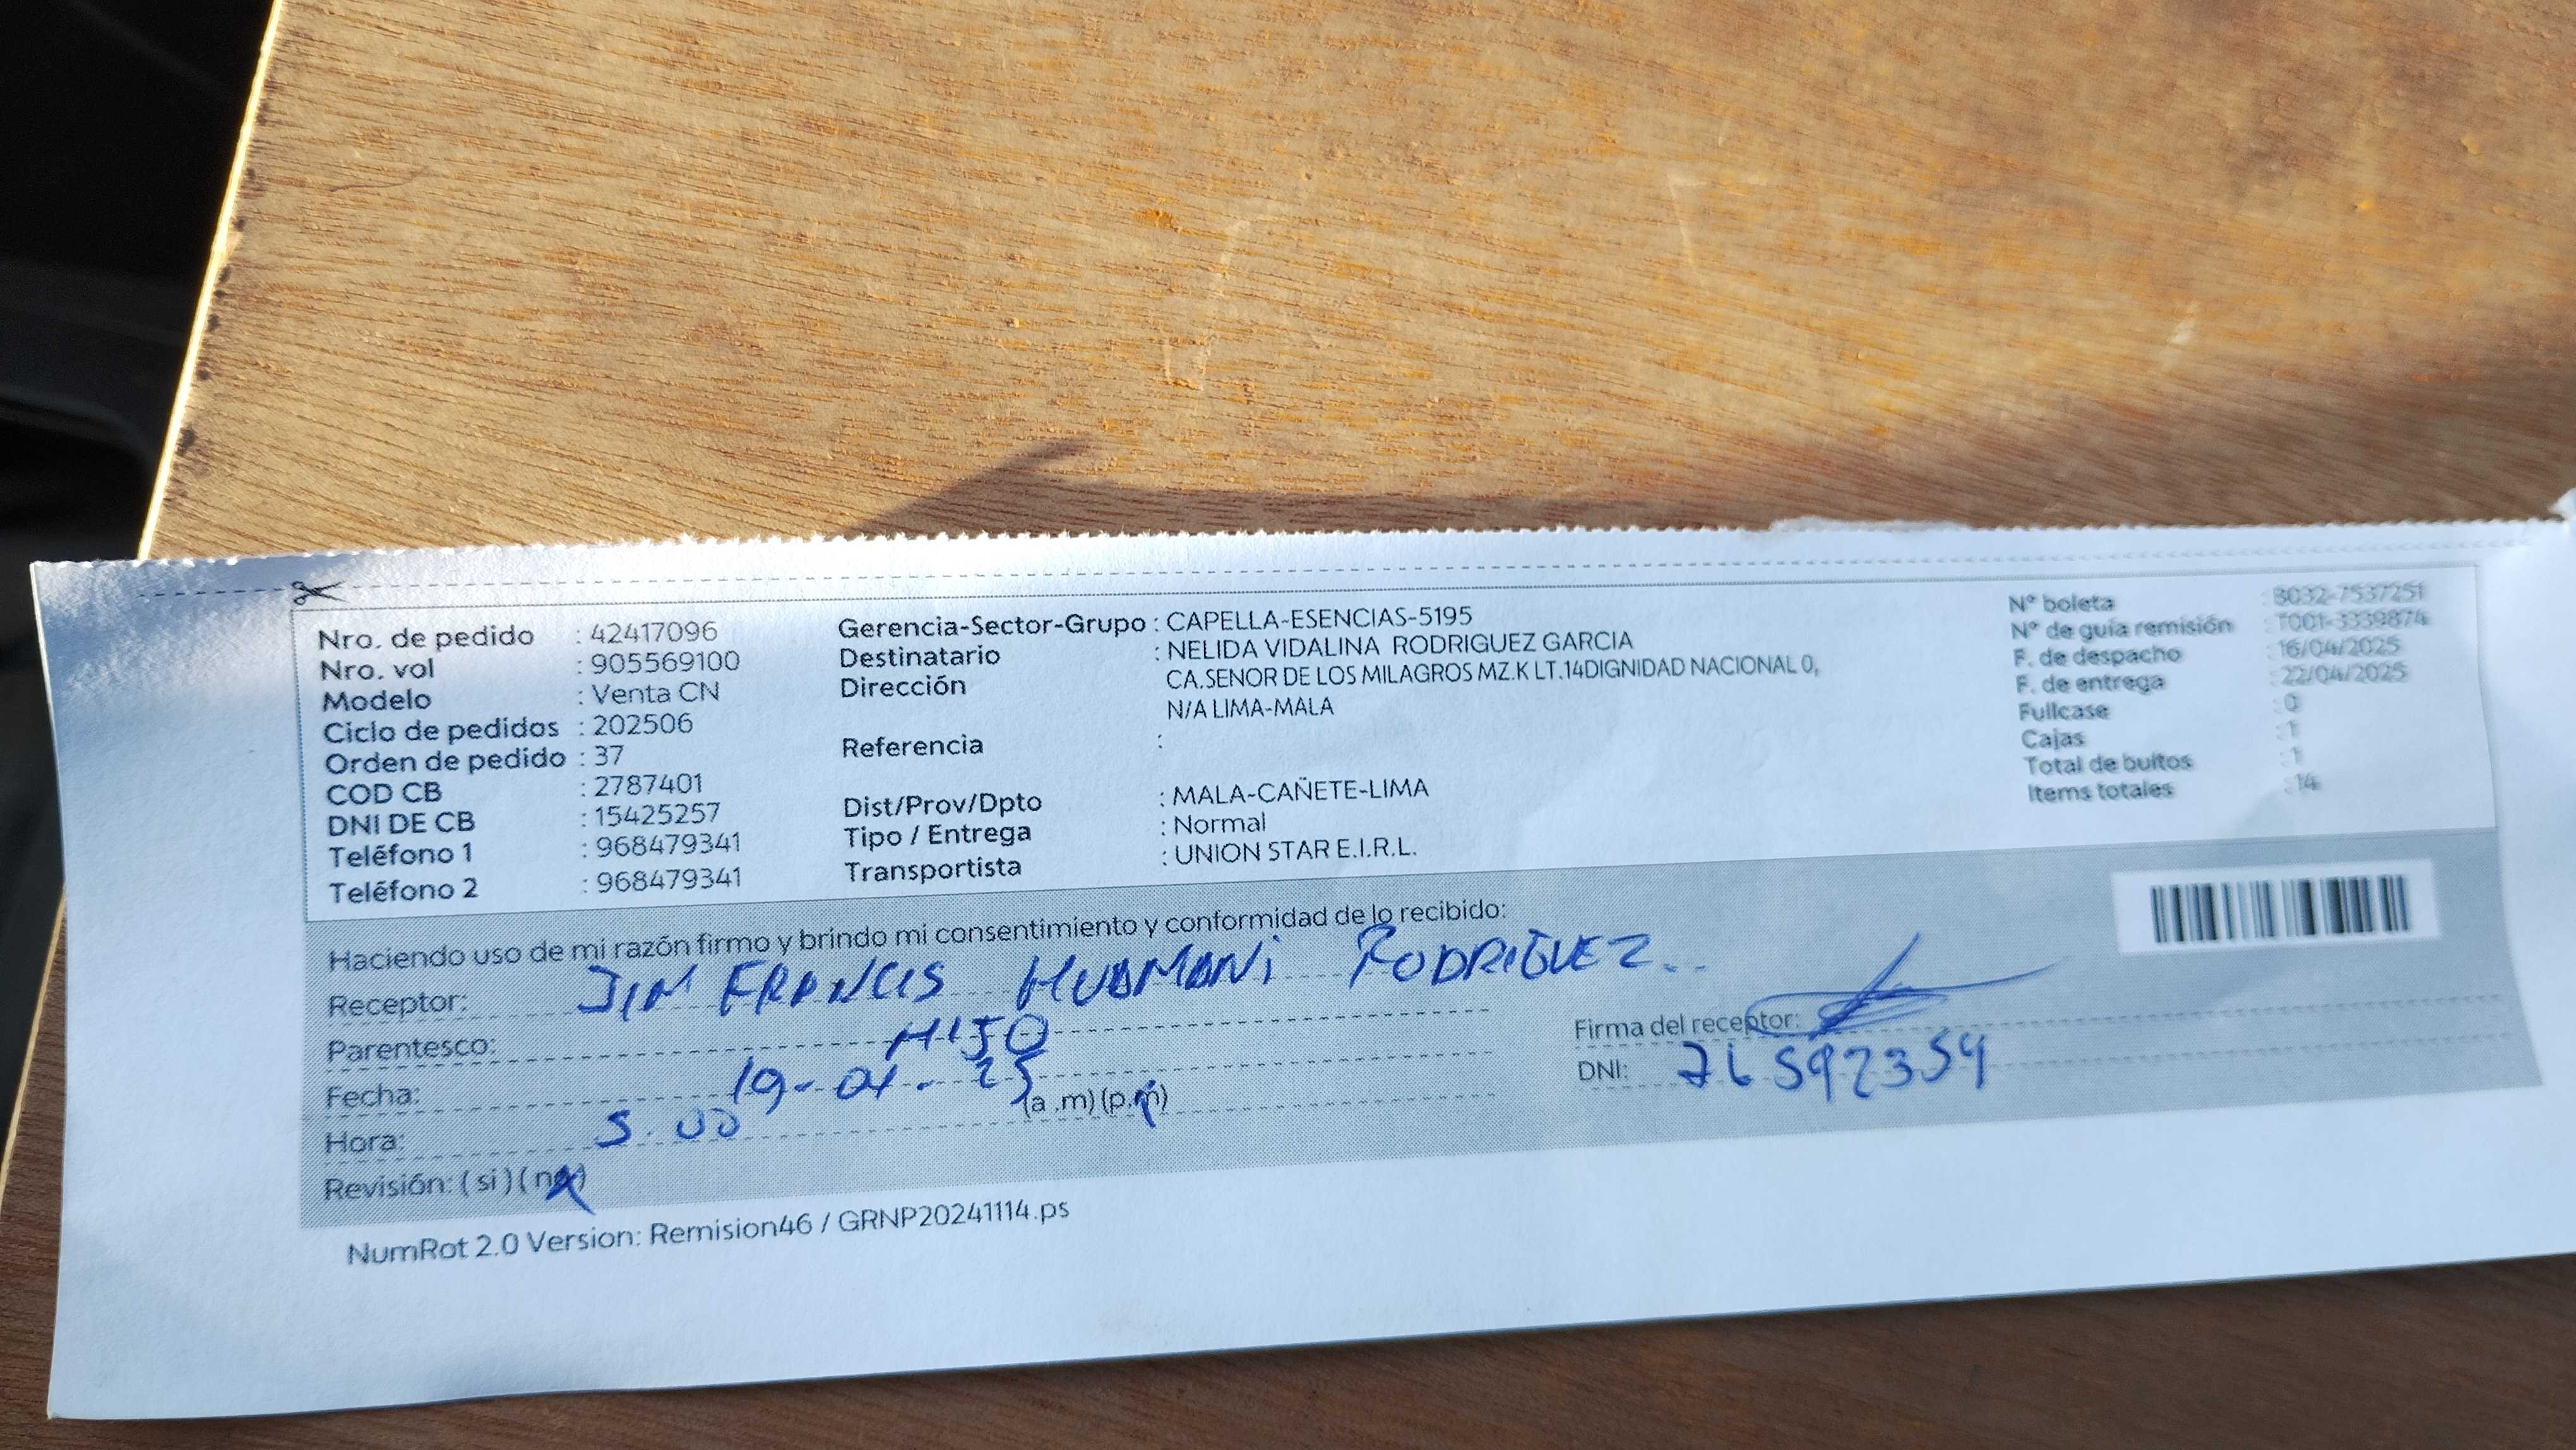 Nro. de pedido : 42417096
Nro. vol : 905569100
Modelo : Venta CN
Ciclo de pedidos : 202506
Orden de pedido : 37
COD CB : 2787401
DNI DE CB : 15425257
Teléfono 1 : 968479341
Teléfono 2 : 968479341
Gerencia-Sector-Grupo : CAPELLA-ESENCIAS-5195
Destinatario : NELIDA VIDALINA RODRIGUEZ GARCIA
Dirección CA.SENOR DE LOS MILAGROS MZ.K LT.14DIGNIDAD NACIONAL 0,
N/A LIMA-MALA
Referencia :
Dist/Prov/Dpto : MALA-CAÑETE-LIMA
Tipo / Entrega : Normal
Transportista : UNION STAR E.I.R.L.
Nº boleta : B032-7537251
Nº de guía remisión : T001-3339874
F. de despacho : 16/04/2025
F. de entrega : 22/04/2025
Fullcase : 0
Cajas : 1
Total de bultos : 1
Items totales : 14
Haciendo uso de mi razón firmo y brindo mi consentimiento y conformidad de lo recibido:
Receptor: JIM FRANCIS HUAMANI RODRIGUEZ
Parentesco: HIJO
Fecha: 19-04-25
Hora: 5.00 (a .m) (p.m)
Revisión: ( si ) ( no )
Firma del receptor:
DNI: 76592354
NumRot 2.0 Version: Remision46 / GRNP20241114.ps